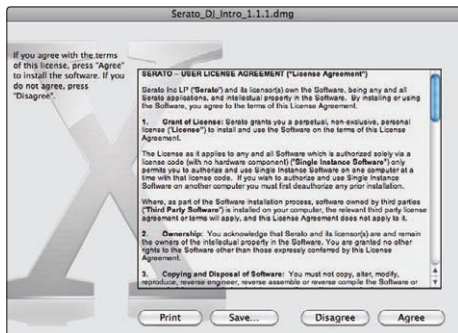 Serato_DJ_Intro_1.1.1.dmg
If you agree with the terms
of this license, press "Agree"
to install the software. If you
do not agree, press
"Disagree".
SERATO – USER LICENSE AGREEMENT ("License Agreement")
Serato Inc LP ("Serato") and its licensor(s) own the Software, being any and all
Serato applications, and intellectual property in the Software. By installing or using
the Software, you agree to the terms of this License Agreement.
1. Grant of License: Serato grants you a perpetual, non-exclusive, personal
license ("License") to install and use the Software on the terms of this License
Agreement.
The License as it applies to any and all Software which is authorized solely via a
license code (with no hardware component) ("Single Instance Software") only
permits you to authorize and use Single Instance Software on one computer at a
time with that license code. If you wish to authorize and use Single Instance
Software on another computer you must first deauthorize any prior installation.
Where, as part of the Software installation process, software owned by third parties
("Third Party Software") is installed on your computer, the relevant third party license
agreement or terms will apply, and this License Agreement does not apply to it.
2. Ownership: You acknowledge that Serato and its licensor(s) are and remain
the owners of the intellectual property in the Software. You are granted no other
rights to the Software other than those expressly conferred by this License
Agreement.
3. Copying and Disposal of Software: You must not copy, alter, modify,
reproduce, reverse engineer, reverse assemble or reverse compile the Software or
Print Save... Disagree Agree